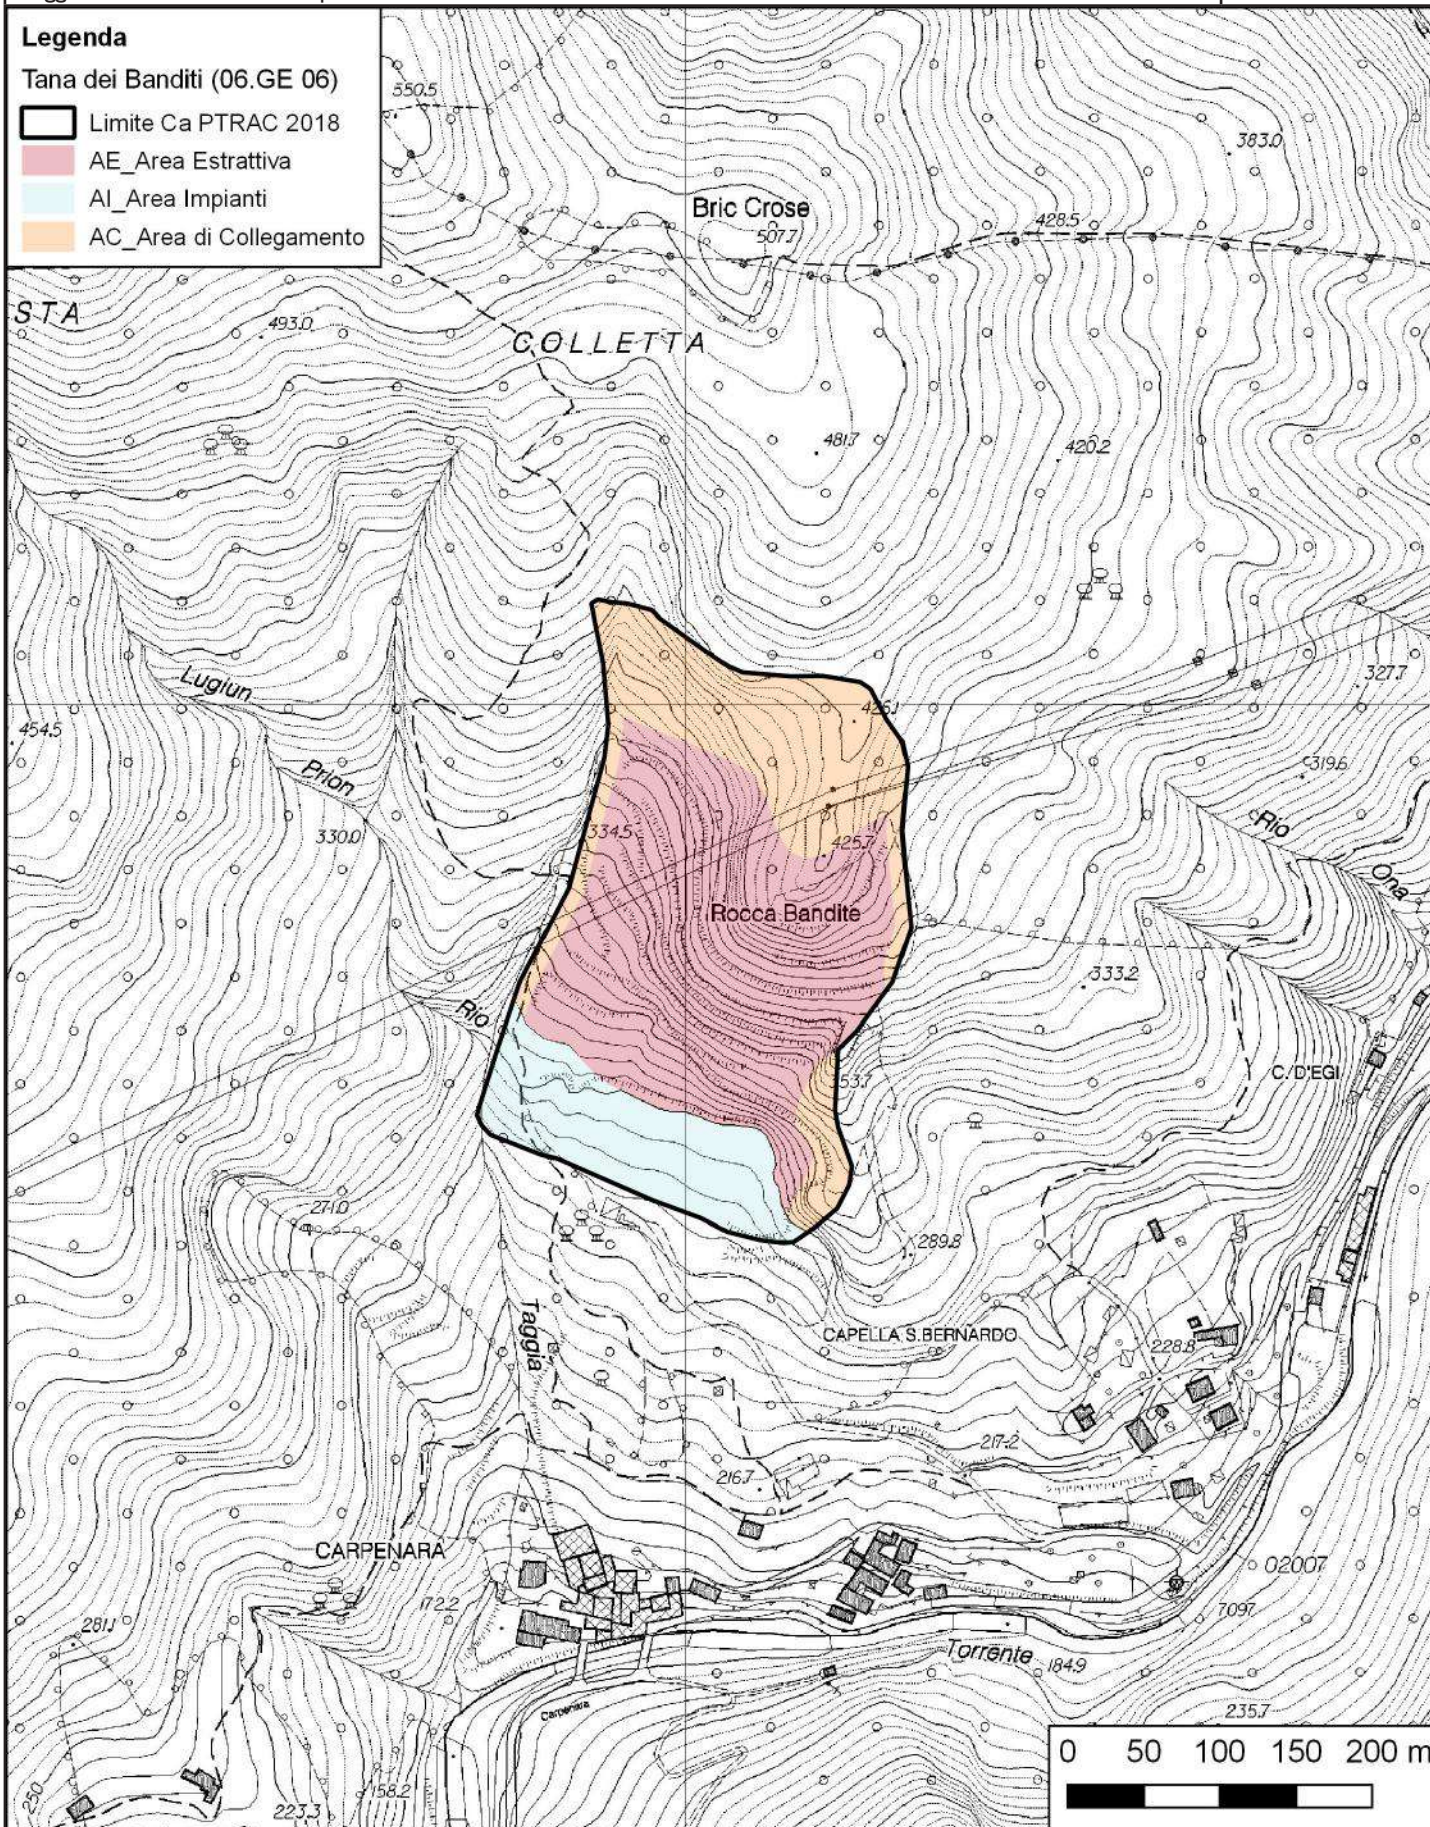 Legenda
Tana dei Banditi (06.GE 06)
Limite Ca PTRAC 2018
AE_Area Estrattiva
AI_Area Impianti
AC_Area di Collegamento
550.5
383.0
Bric Crose
507.7
428.5
STA
493.0
COLLETTA
481.7
420.2
Lugiun
327.7
426.1
454.5
Prion
319.6
330.0
334.5
425.7
Rio
Ona
Rocca Bandite
333.2
Rio
C. D'EGI
353.7
271.0
289.8
Taggia
CAPELLA S.BERNARDO
228.8
217.2
216.7
CARPENARA
02007
172.2
7097
281.1
Torrente
184.9
Carpenara
235.7
250
158.2
223.3
0 50 100 150 200 m